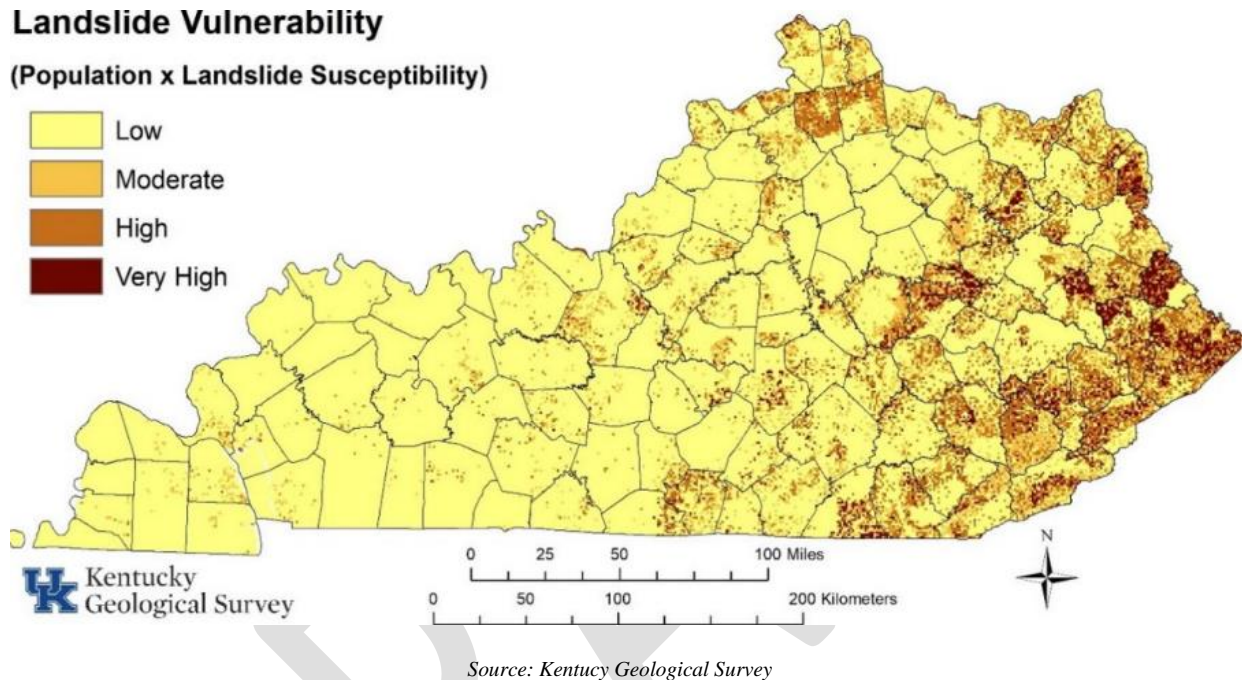 Landslide Vulnerability
(Population x Landslide Susceptibility)
Low
Moderate
High
Very High
N
0 25 50 100 Miles
0 50 100 200 Kilometers
UK Kentucky
Geological Survey
Source: Kentucy Geological Survey